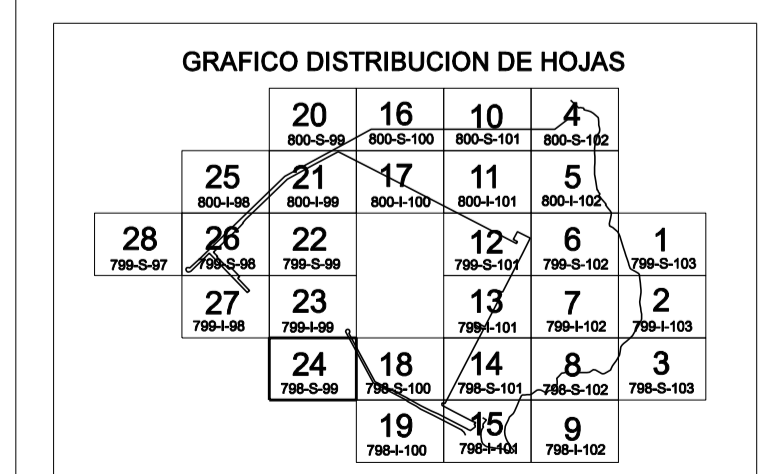 GRAFICO DISTRIBUCION DE HOJAS
20 16 10 4
800-S-99 800-S-100 800-S-101 800-S-102
25 21 17 11 5
800-I-98 800-I-99 800-I-100 800-I-101 800-I-102
28 26 22 12 6 1
799-S-97 799-S-98 799-S-99 799-S-101 799-S-102 799-S-103
27 23 13 7 2
799-I-98 799-I-99 799-I-101 799-I-102 799-I-103
24 18 14 8 3
798-S-99 798-S-100 798-S-101 798-S-102 798-S-103
19 15 9
798-I-100 798-I-101 798-I-102